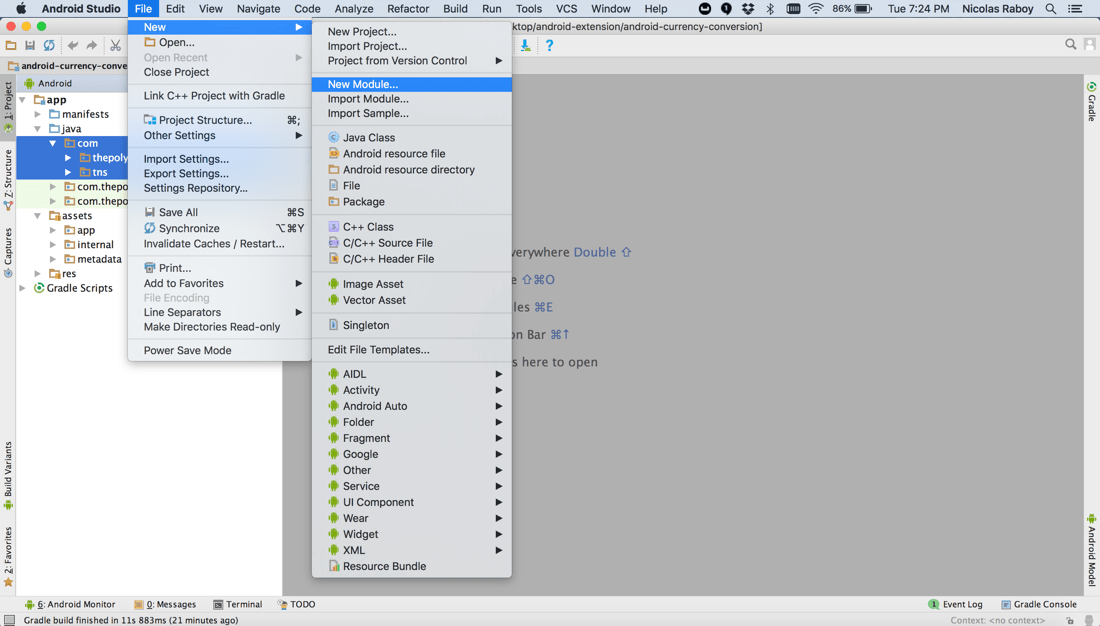 Android Studio File Edit View Navigate Code Analyze Refactor Build Run Tools VCS Window Help 1 86% Tue 7:24 PM Nicolas Raboy
ktop/android-extension/android-currency-conversion]
android-currency-conve
Android
app
manifests
java
com
thepoly
tns
com.thepo
com.thepo
assets
app
internal
metadata
res
Gradle Scripts
1: Project
Z: Structure
Captures
Build Variants
2: Favorites
New
Open...
Open Recent
Close Project
Link C++ Project with Gradle
Project Structure... ⌘;
Other Settings
Import Settings...
Export Settings...
Settings Repository...
Save All ⌘S
Synchronize ⌥⌘Y
Invalidate Caches / Restart...
Print...
Add to Favorites
File Encoding
Line Separators
Make Directories Read-only
Power Save Mode
New Project...
Import Project...
Project from Version Control
New Module...
Import Module...
Import Sample...
Java Class
Android resource file
Android resource directory
File
Package
C++ Class
C/C++ Source File
C/C++ Header File
Image Asset
Vector Asset
Singleton
Edit File Templates...
AIDL
Activity
Android Auto
Folder
Fragment
Google
Other
Service
UI Component
Wear
Widget
XML
Resource Bundle
verywhere Double ⇧
e ⇧⌘O
les ⌘E
on Bar ⌘↑
s here to open
Gradle
Android Model
6: Android Monitor 0: Messages Terminal TODO 1 Event Log Gradle Console
Gradle build finished in 11s 883ms (21 minutes ago) Context: <no context>